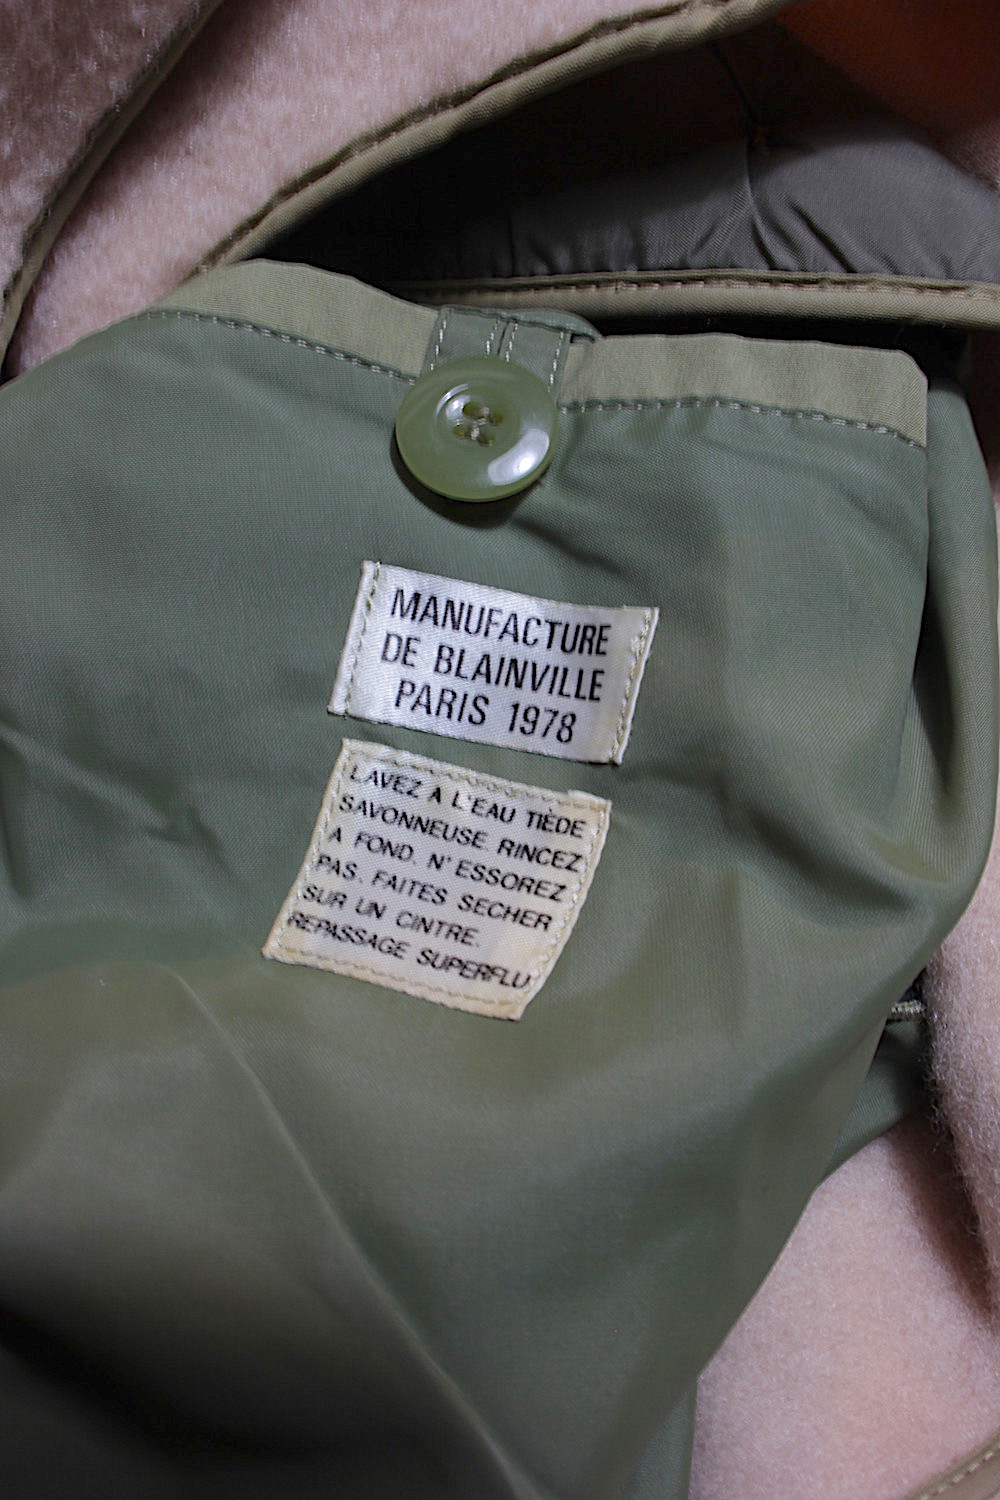 MANUFACTURE
DE BLAINVILLE
PARIS 1978
LAVEZ A L'EAU TIÈDE
SAVONNEUSE. RINCEZ
A FOND. N'ESSOREZ
PAS. FAITES SECHER
SUR UN CINTRE.
REPASSAGE SUPERFLU